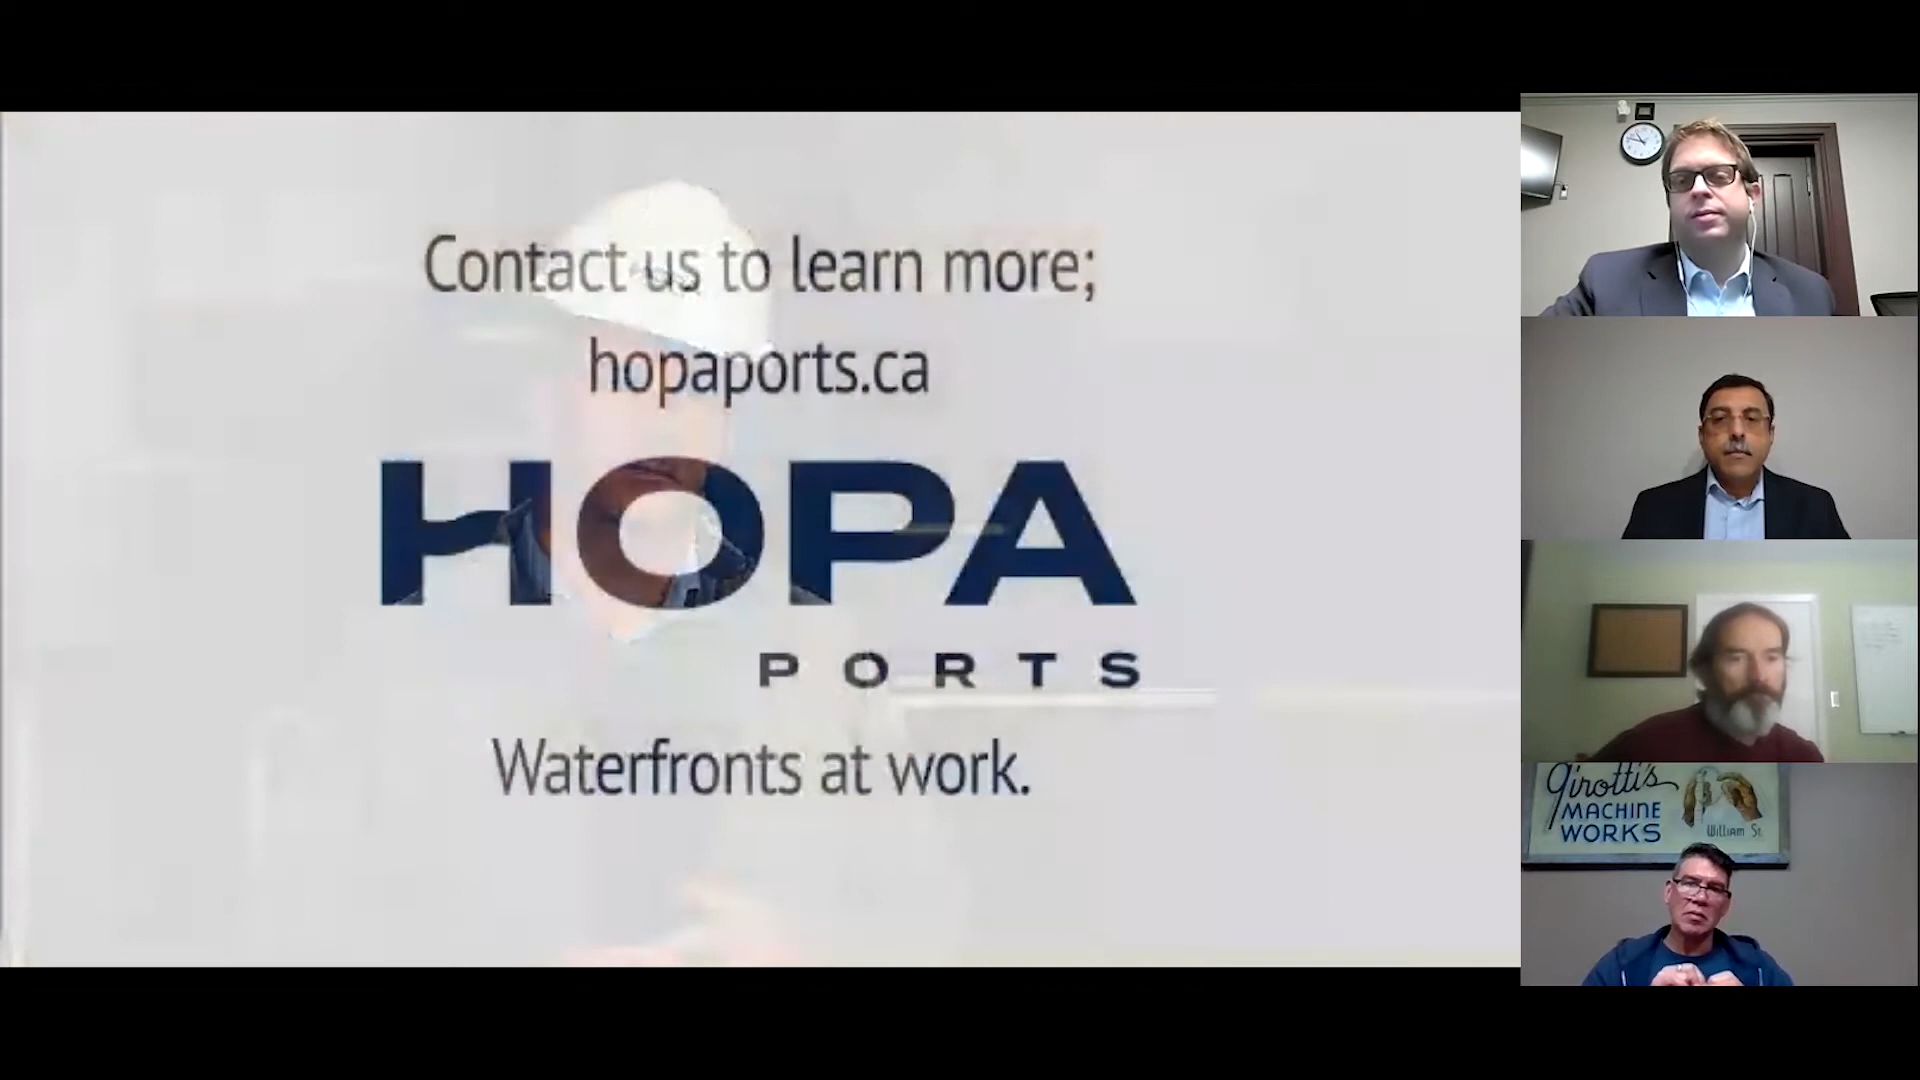 Contact us to learn more;
hopaports.ca
HOPA
PORTS
Waterfronts at work.
Girotti's
MACHINE
WORKS
William St.